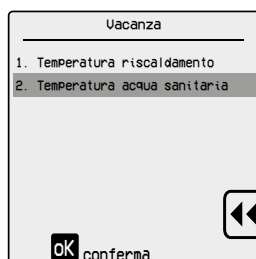 Vacanza
1. Temperatura riscaldamento
2. Temperatura acqua sanitaria
OK conferma